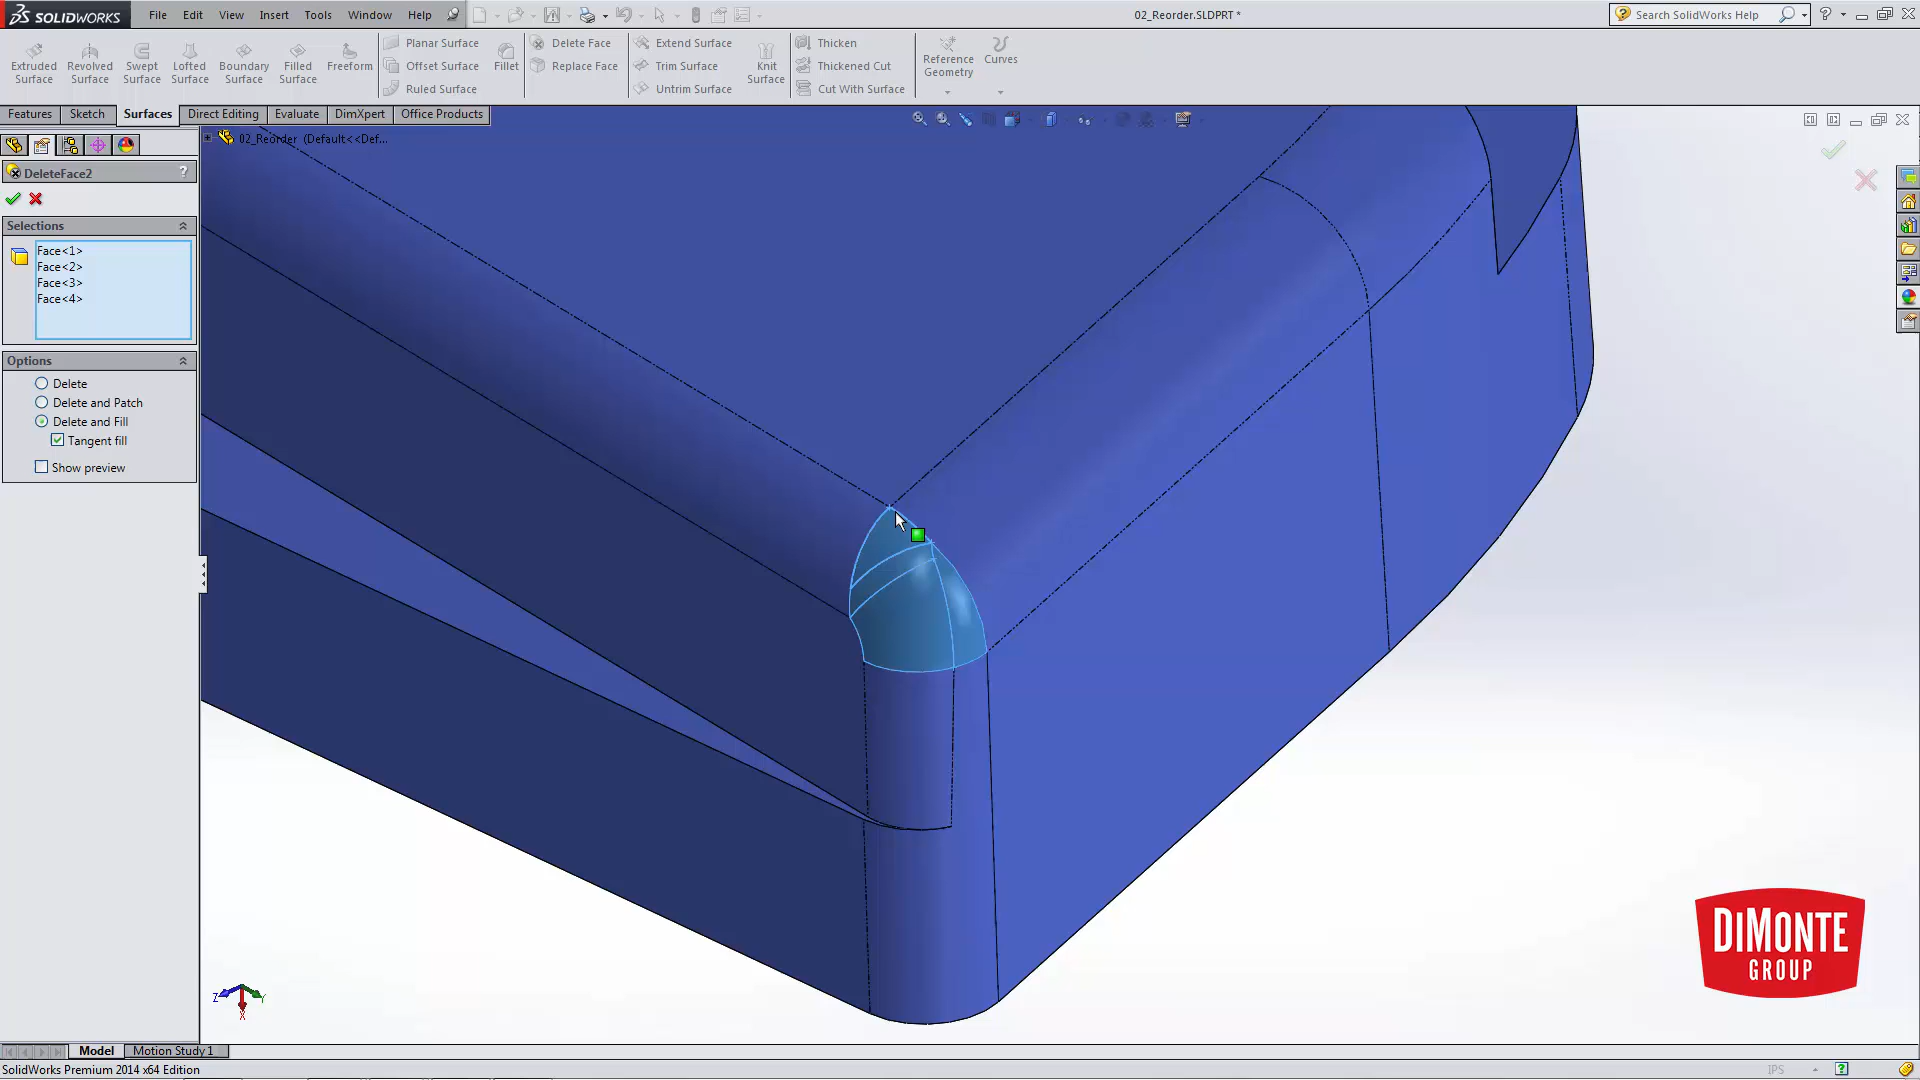 SOLIDWORKS
File Edit View Insert Tools Window Help
02_Reorder.SLDPRT *
Search SolidWorks Help
Extruded Surface
Revolved Surface
Swept Surface
Lofted Surface
Boundary Surface
Filled Surface
Freeform
Planar Surface
Offset Surface
Ruled Surface
Fillet
Delete Face
Replace Face
Extend Surface
Trim Surface
Untrim Surface
Knit Surface
Thicken
Thickened Cut
Cut With Surface
Reference Geometry
Curves
Features Sketch Surfaces Direct Editing Evaluate DimXpert Office Products
02_Reorder (Default<<Def...
DeleteFace2 ?
Selections
Face<1>
Face<2>
Face<3>
Face<4>
Options
Delete
Delete and Patch
Delete and Fill
Tangent fill
Show preview
DiMONTE
GROUP
Z Y
X
Model Motion Study 1
SolidWorks Premium 2014 x64 Edition
IPS